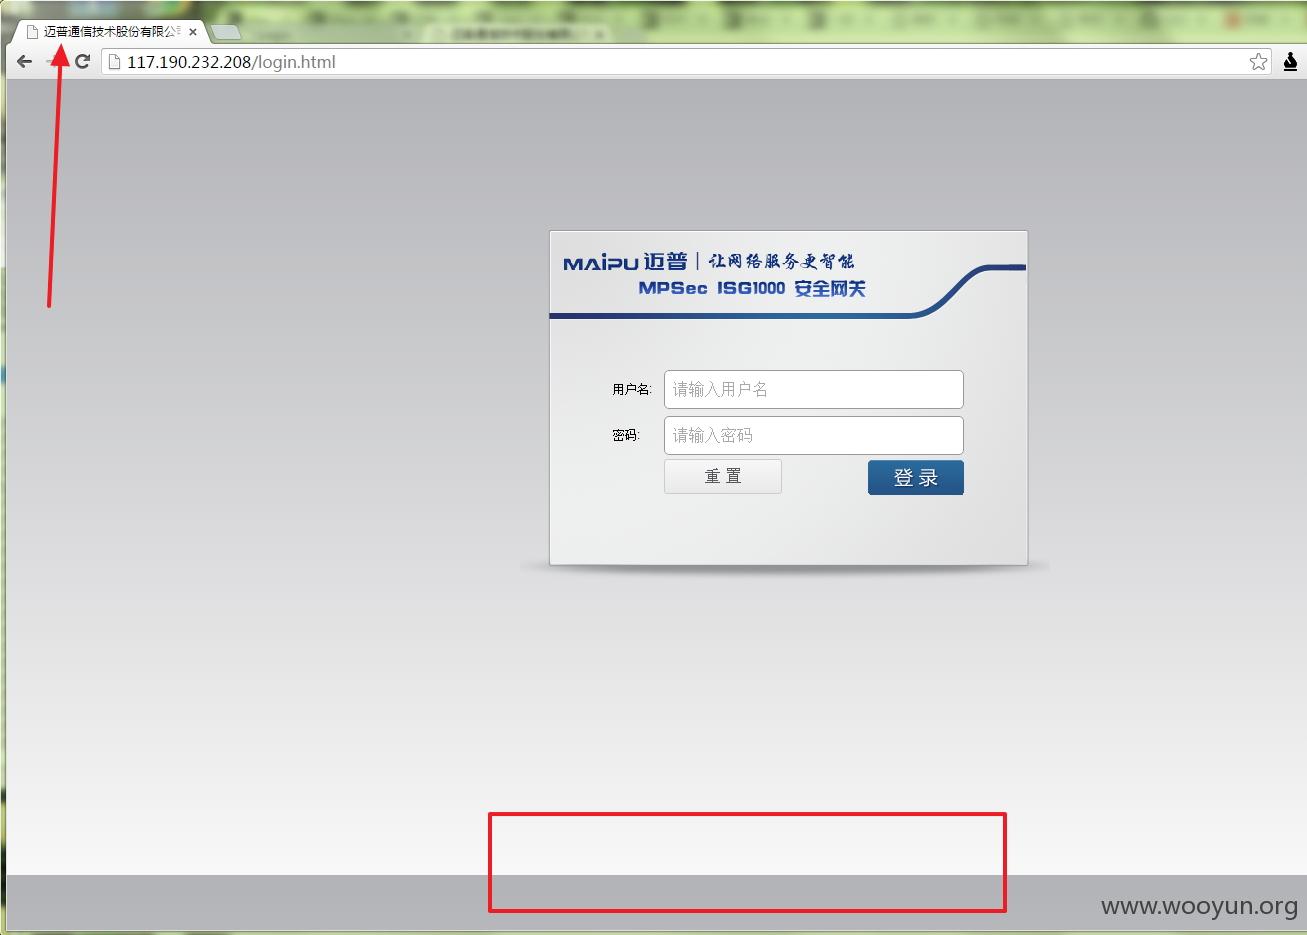 迈普通信技术股份有限公司
117.190.232.208/login.html
MAIPU 迈普 | 让网络服务更智能
MPSec ISG1000 安全网关
用户名: 请输入用户名
密码: 请输入密码
重置 登录
www.wooyun.org